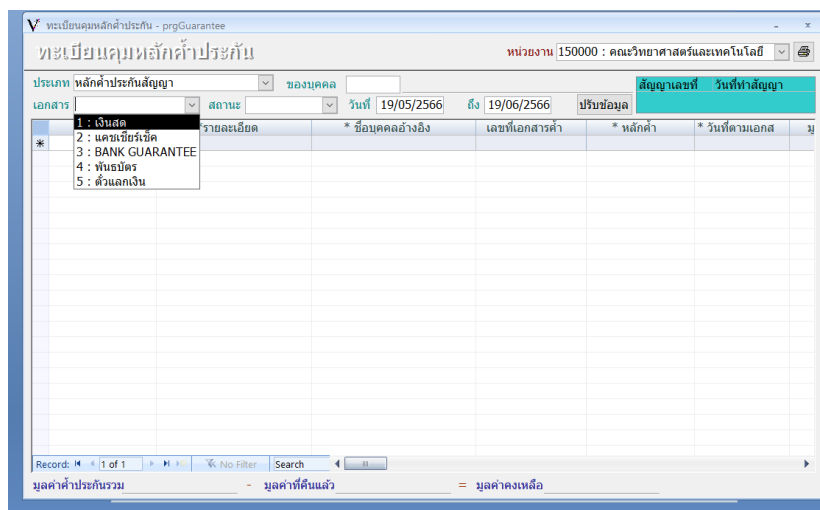 ทะเบียนคุมหลักค้ำประกัน - prgGuarantee
ทะเบียนคุมหลักค้ำประกัน หน่วยงาน 150000 : คณะวิทยาศาสตร์และเทคโนโลยี
ประเภท หลักค้ำประกันสัญญา ของบุคคล สัญญาเลขที่ วันที่ทำสัญญา
เอกสาร สถานะ วันที่ 19/05/2566 ถึง 19/06/2566 ปรับข้อมูล
*รายละเอียด * ชื่อบุคคลอ้างอิง เลขที่เอกสารค้ำ * หลักค้ำ * วันที่ตามเอกส มู
1 : เงินสด
2 : แคชเชียร์เช็ค
3 : BANK GUARANTEE
4 : พันธบัตร
5 : ตั๋วแลกเงิน
Record: 1 of 1 No Filter Search
มูลค่าค้ำประกันรวม - มูลค่าที่คืนแล้ว = มูลค่าคงเหลือ